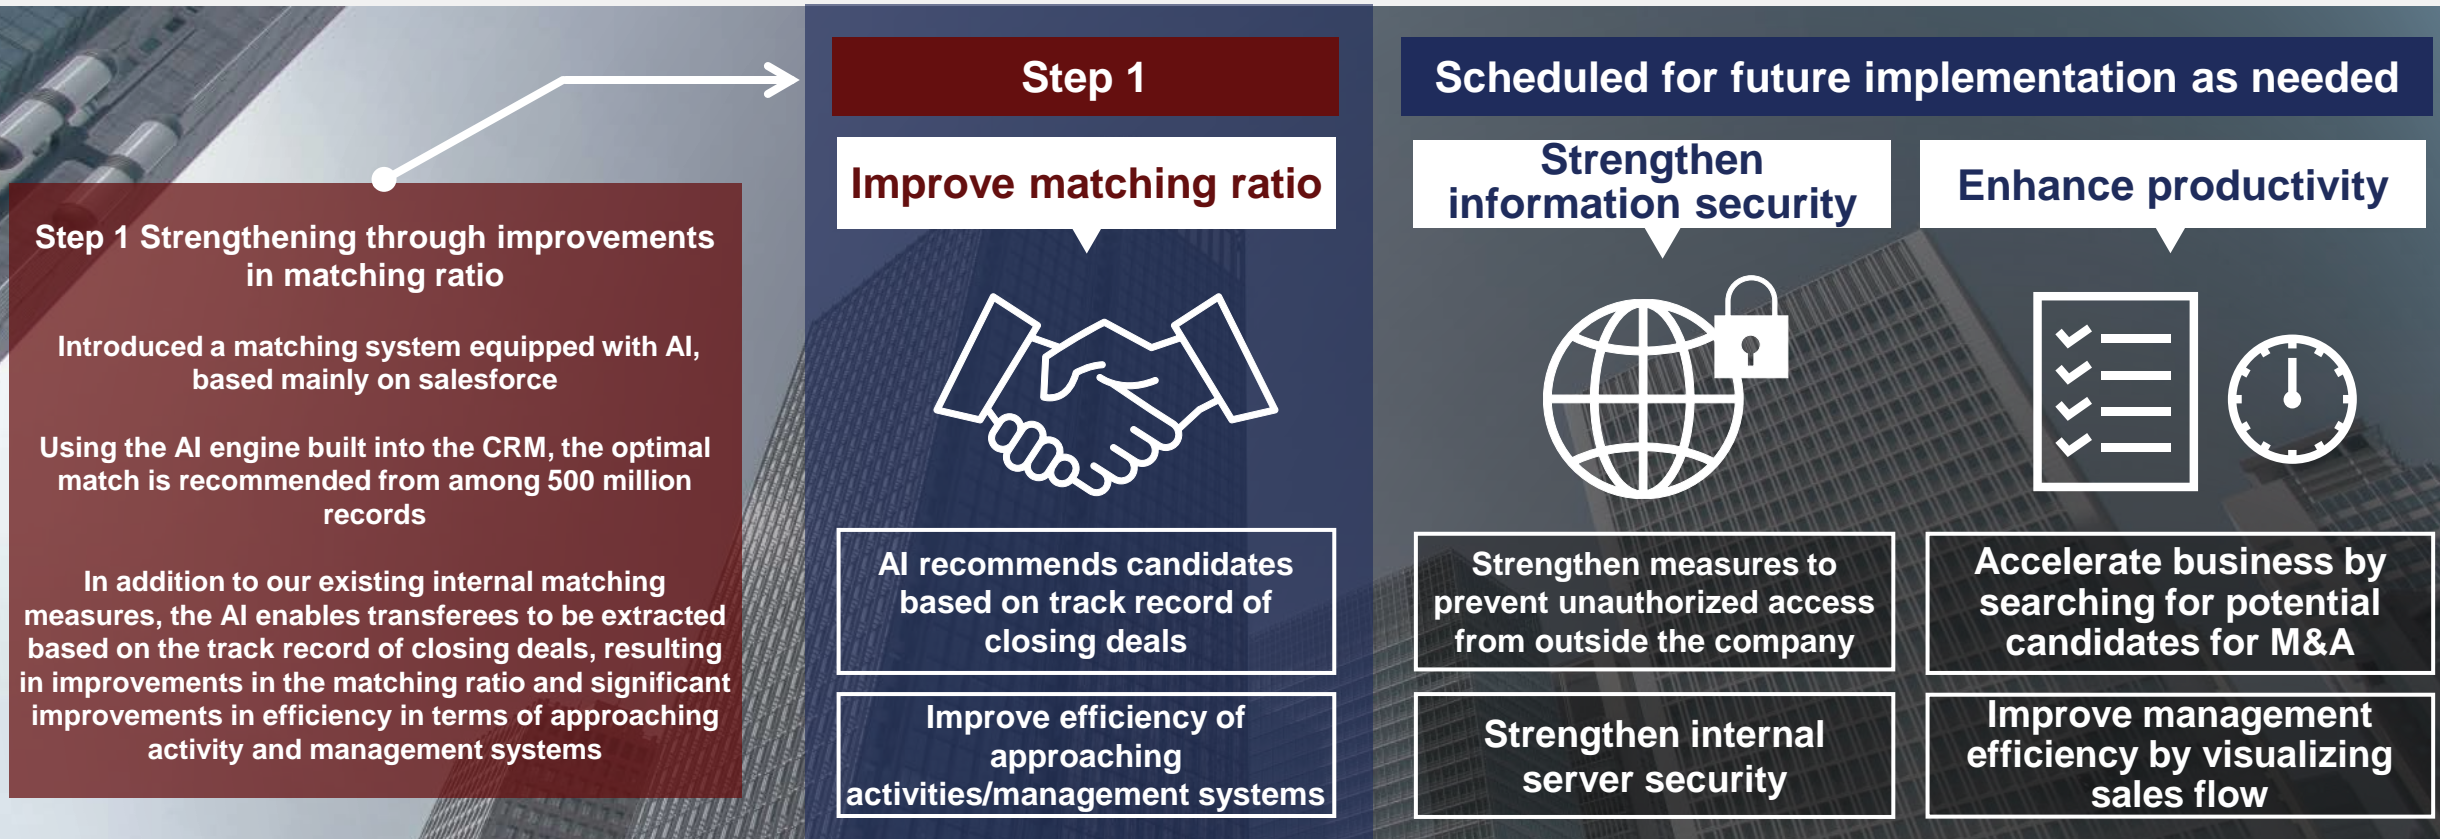 Step 1 Strengthening through improvements
in matching ratio
Introduced a matching system equipped with AI,
based mainly on salesforce
Using the AI engine built into the CRM, the optimal
match is recommended from among 500 million
records
In addition to our existing internal matching
measures, the AI enables transferees to be extracted
based on the track record of closing deals, resulting
in improvements in the matching ratio and significant
improvements in efficiency in terms of approaching
activity and management systems
Step 1
Improve matching ratio
AI recommends candidates
based on track record of
closing deals
Improve efficiency of
approaching
activities/management systems
Scheduled for future implementation as needed
Strengthen
information security
Strengthen measures to
prevent unauthorized access
from outside the company
Strengthen internal
server security
Enhance productivity
Accelerate business by
searching for potential
candidates for M&A
Improve management
efficiency by visualizing
sales flow